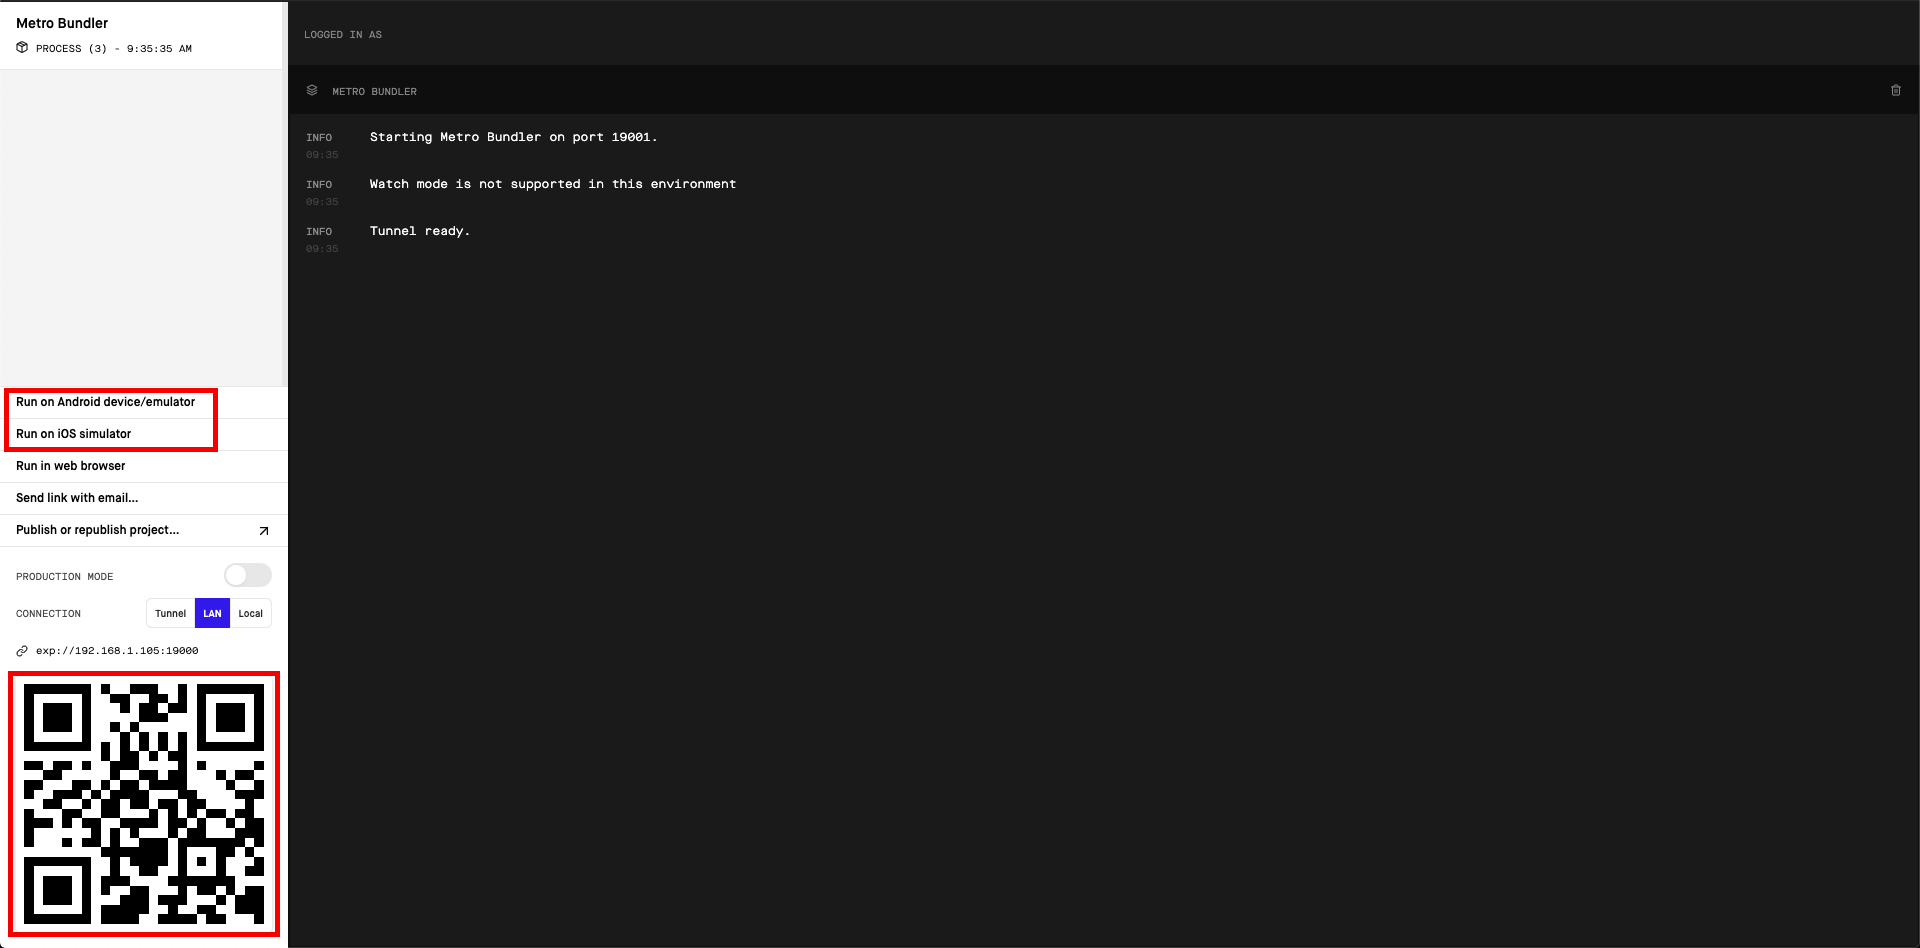 Metro Bundler
PROCESS (3) - 9:35:35 AM
Run on Android device/emulator
Run on iOS simulator
Run in web browser
Send link with email...
Publish or republish project...
PRODUCTION MODE
CONNECTION
Tunnel LAN Local
exp://192.168.1.105:19000
LOGGED IN AS
METRO BUNDLER
INFO Starting Metro Bundler on port 19001.
09:35
INFO Watch mode is not supported in this environment
09:35
INFO Tunnel ready.
09:35